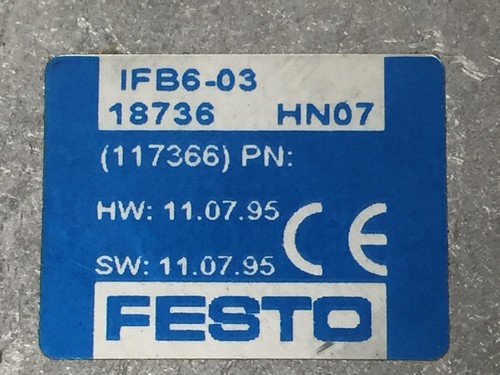 IFB6-03
18736 HN07
(117366) PN:
HW: 11.07.95
SW: 11.07.95
CE
FESTO